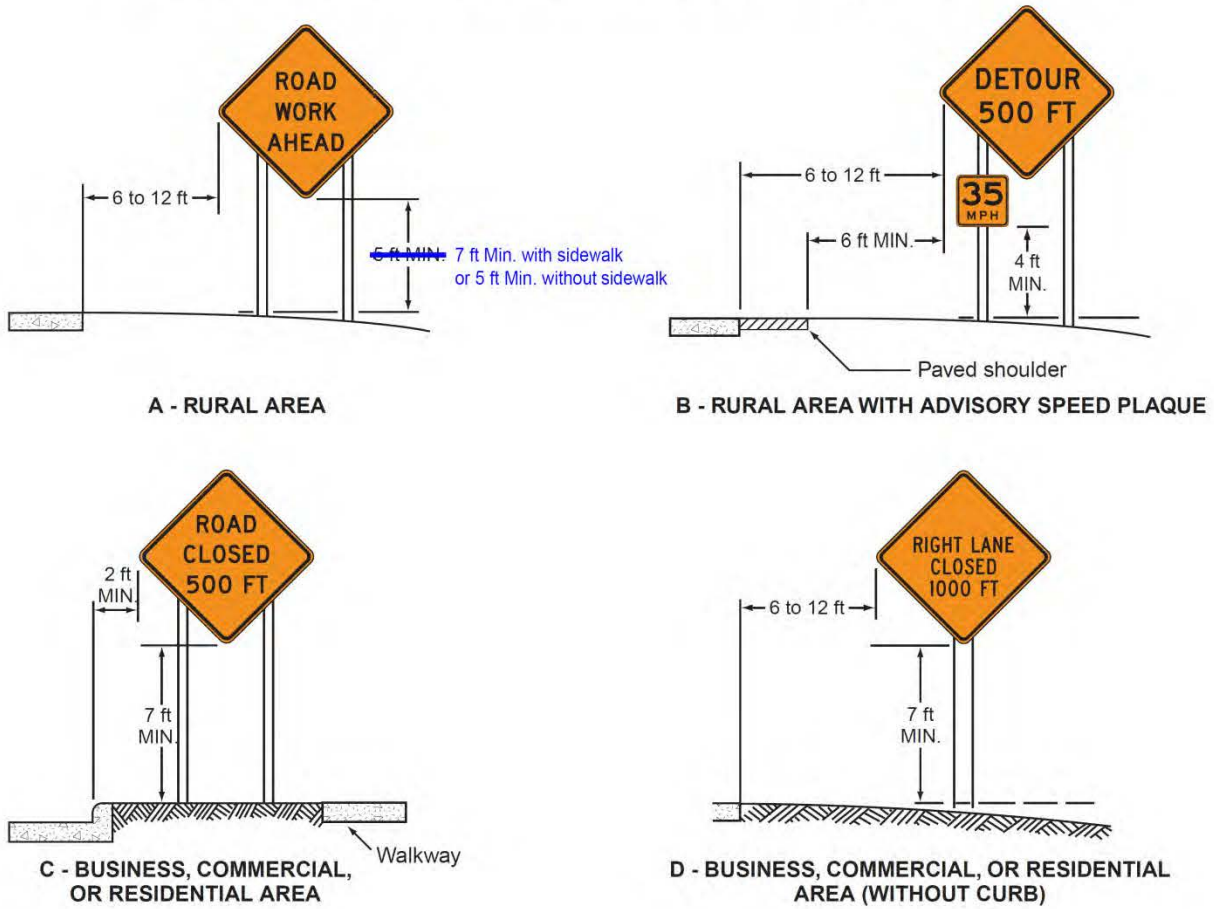 ROAD
WORK
AHEAD
6 to 12 ft
5 ft MIN. 7 ft Min. with sidewalk
or 5 ft Min. without sidewalk
A - RURAL AREA
DETOUR
500 FT
6 to 12 ft
35
MPH
6 ft MIN.
4 ft
MIN.
Paved shoulder
B - RURAL AREA WITH ADVISORY SPEED PLAQUE
ROAD
CLOSED
500 FT
2 ft
MIN.
7 ft
MIN.
Walkway
C - BUSINESS, COMMERCIAL,
OR RESIDENTIAL AREA
RIGHT LANE
CLOSED
1000 FT
6 to 12 ft
7 ft
MIN.
D - BUSINESS, COMMERCIAL, OR RESIDENTIAL
AREA (WITHOUT CURB)